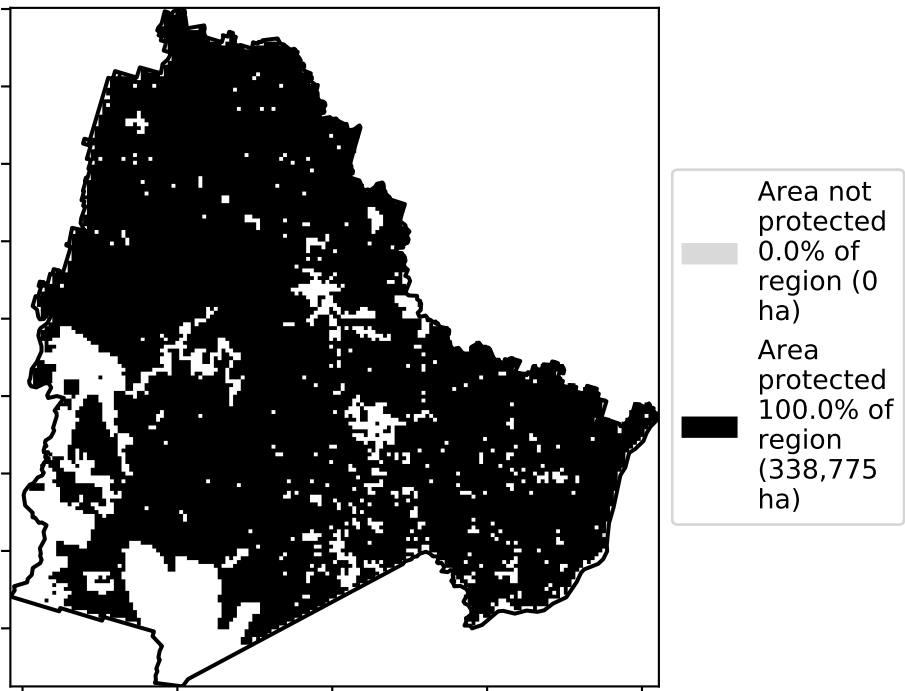 Area not
protected
0.0% of
region (0
ha)
Area
protected
100.0% of
region
(338,775
ha)